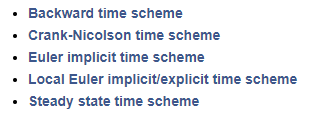 Backward time scheme
Crank-Nicolson time scheme
Euler implicit time scheme
Local Euler implicit/explicit time scheme
Steady state time scheme